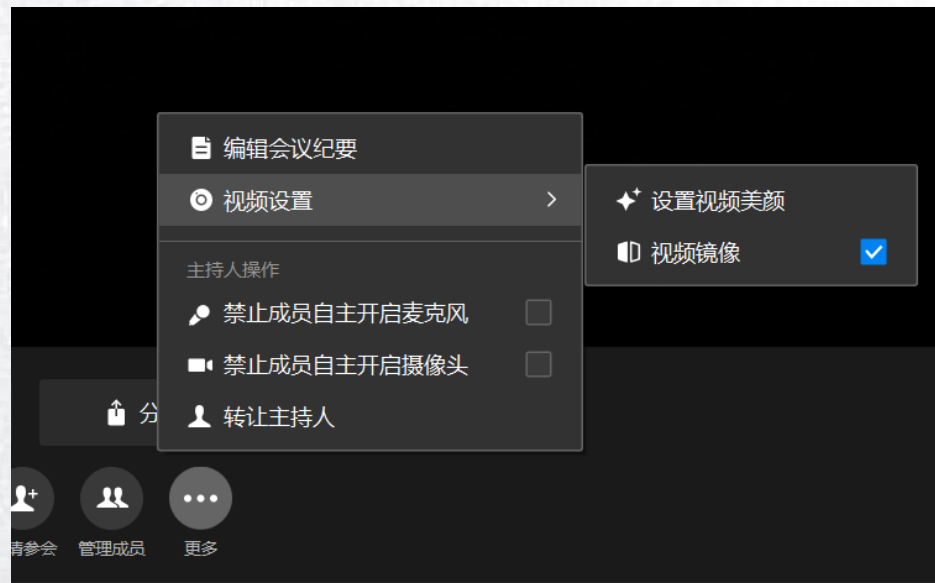 编辑会议纪要
视频设置
设置视频美颜
视频镜像
主持人操作
禁止成员自主开启麦克风
禁止成员自主开启摄像头
转让主持人
分
请参会
管理成员
更多